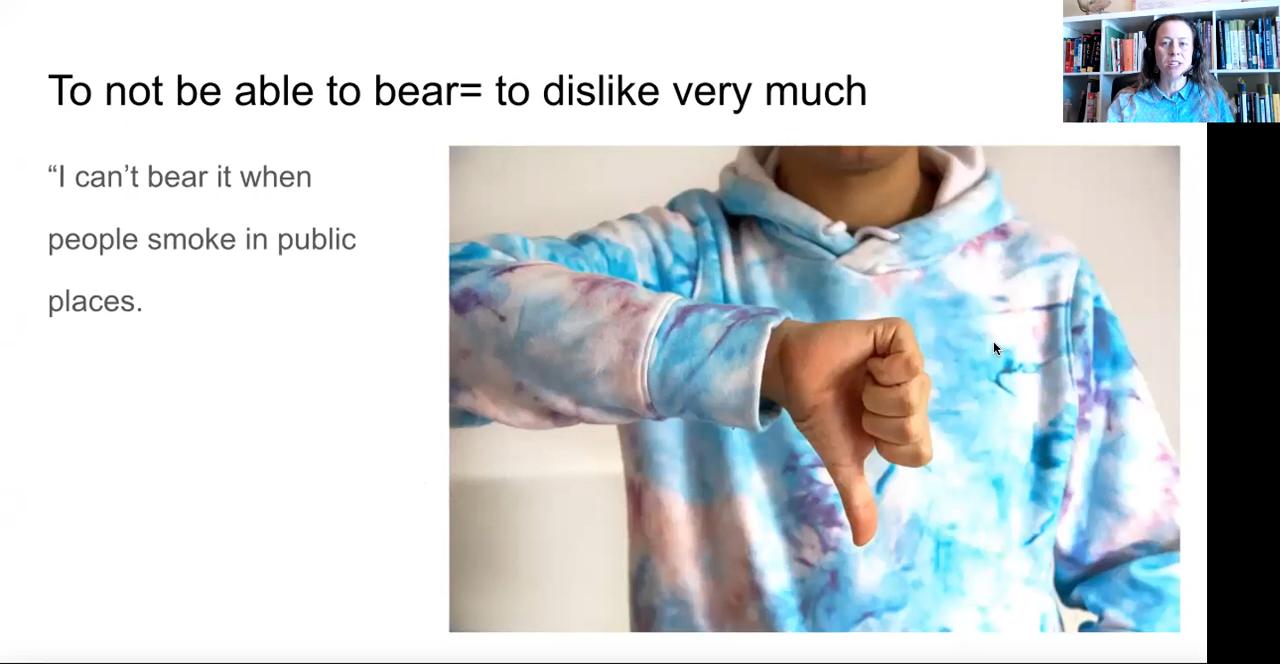 To not be able to bear= to dislike very much
“I can’t bear it when
people smoke in public
places.